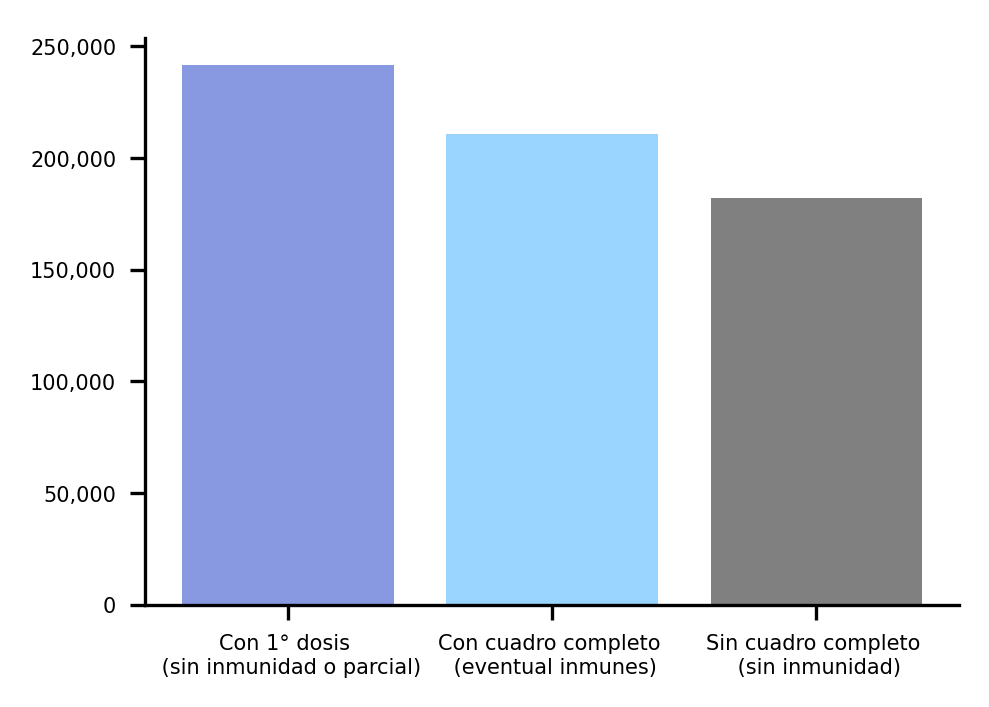 250,000
200,000
150,000
100,000
50,000
0
Con 1° dosis
(sin inmunidad o parcial)
Con cuadro completo
(eventual inmunes)
Sin cuadro completo
(sin inmunidad)